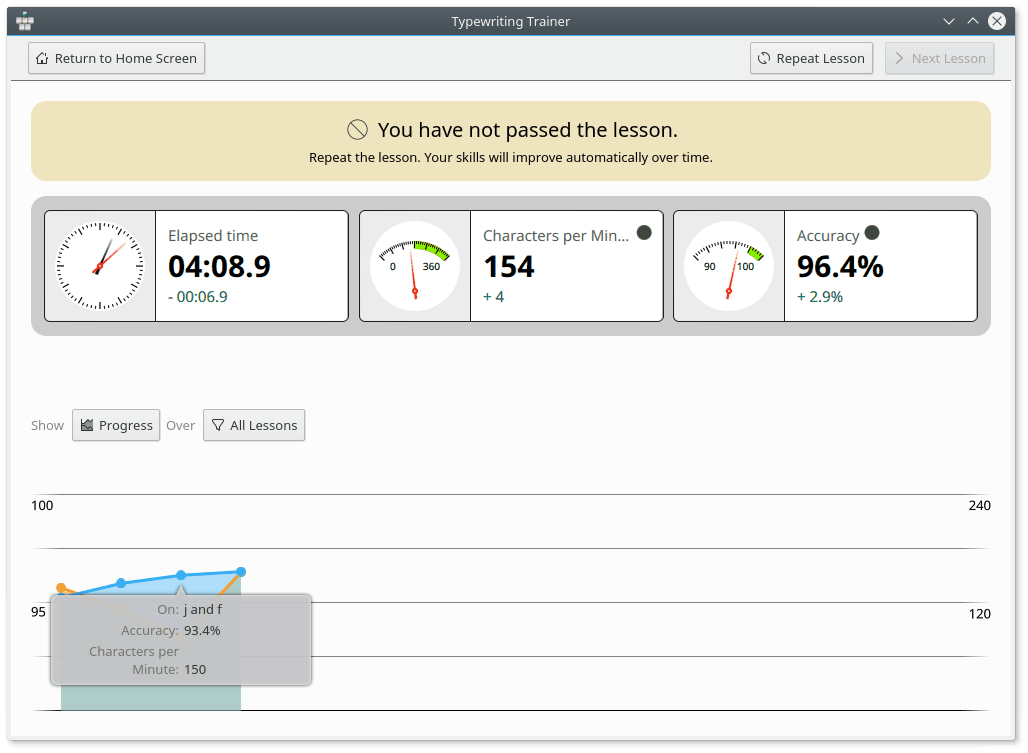 Typewriting Trainer
Return to Home Screen
Repeat Lesson
Next Lesson
You have not passed the lesson.
Repeat the lesson. Your skills will improve automatically over time.
Elapsed time
04:08.9
- 00:06.9
0 360
Characters per Min...
154
+ 4
90 100
Accuracy
96.4%
+ 2.9%
Show Progress Over All Lessons
100 240
95 120
On: j and f
Accuracy: 93.4%
Characters per
Minute: 150